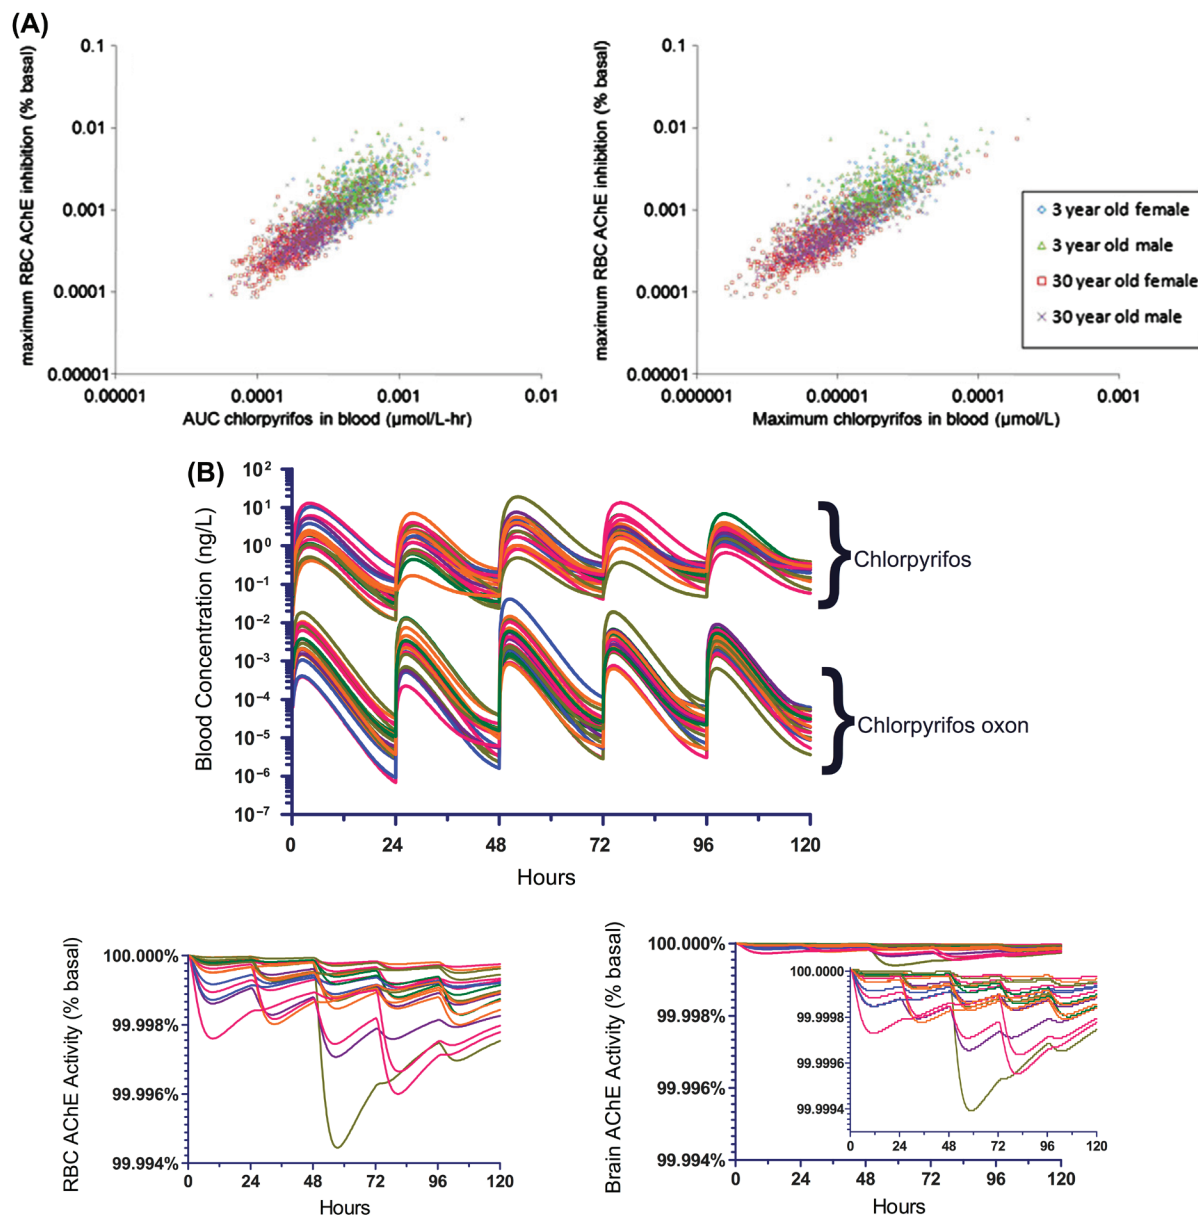 (A)
maximum RBC AChE inhibition (% basal)
0.1
0.01
0.001
0.0001
0.00001
0.00001
0.0001
0.001
0.01
AUC chlorpyrifos in blood (µmol/L-hr)
maximum RBC AChE inhibition (% basal)
0.1
0.01
0.001
0.0001
0.00001
0.000001
0.00001
0.0001
0.001
Maximum chlorpyrifos in blood (µmol/L)
3 year old female
3 year old male
30 year old female
30 year old male
(B)
Blood Concentration (ng/L)
10²
10¹
10⁰
10⁻¹
10⁻²
10⁻³
10⁻⁴
10⁻⁵
10⁻⁶
10⁻⁷
0 24 48 72 96 120
Hours
Chlorpyrifos
Chlorpyrifos oxon
RBC AChE Activity (% basal)
100.000%
99.998%
99.996%
99.994%
0 24 48 72 96 120
Hours
Brain AChE Activity (% basal)
100.000%
99.998%
99.996%
99.994%
0 24 48 72 96 120
Hours
100.0000
99.9998
99.9996
99.9994
0 24 48 72 96 120